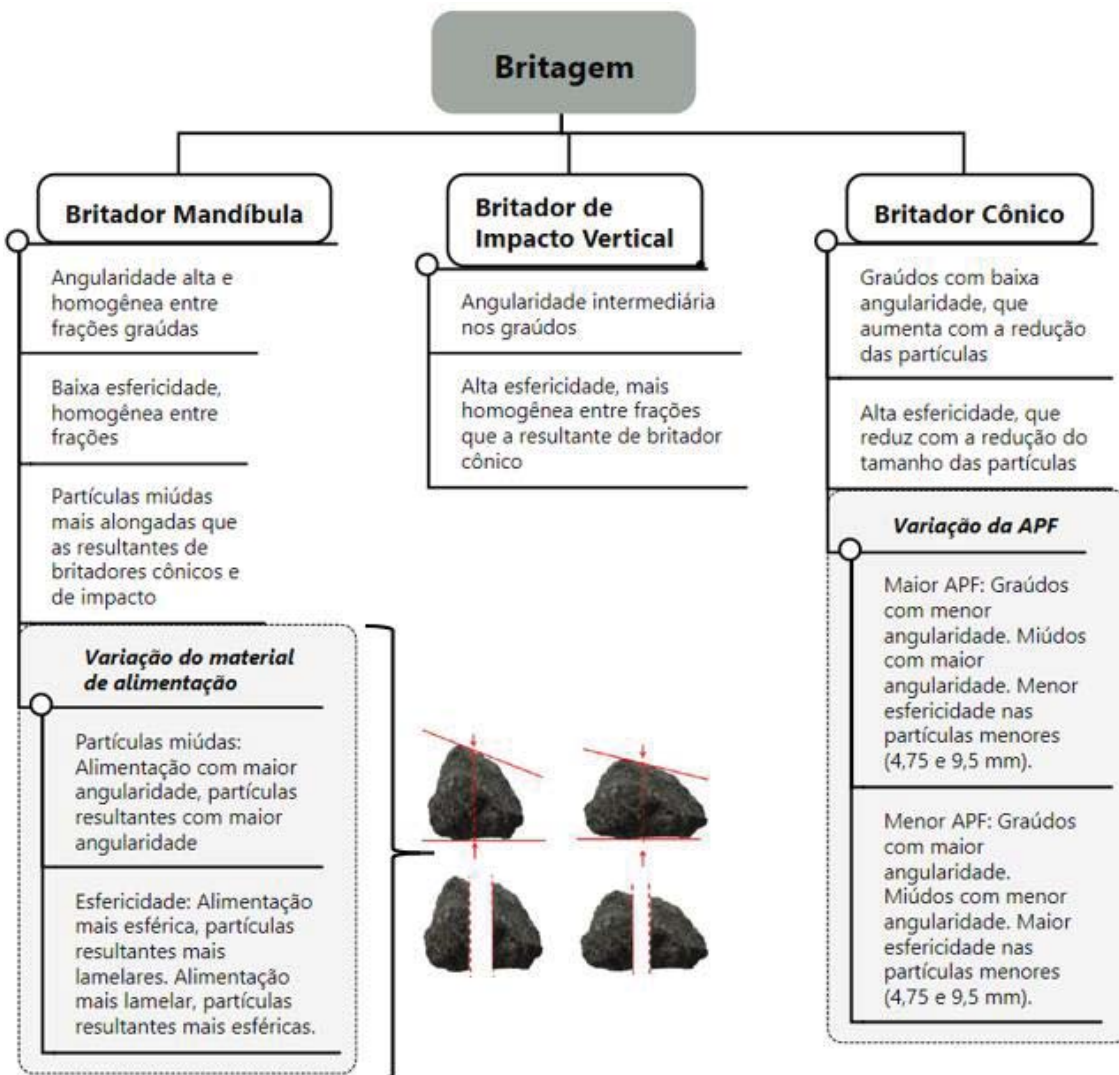 Britagem
Britador Mandíbula
Angularidade alta e
homogênea entre
frações graúdas
Baixa esfericidade,
homogênea entre
frações
Partículas miúdas
mais alongadas que
as resultantes de
britadores cônicos e
de impacto
Variação do material
de alimentação
Partículas miúdas:
Alimentação com maior
angularidade, partículas
resultantes com maior
angularidade
Esfericidade: Alimentação
mais esférica, partículas
resultantes mais
lamelares. Alimentação
mais lamelar, partículas
resultantes mais esféricas.
Britador de
Impacto Vertical
Angularidade intermediária
nos graúdos
Alta esfericidade, mais
homogênea entre frações
que a resultante de britador
cônico
Britador Cônico
Graúdos com baixa
angularidade, que
aumenta com a redução
das partículas
Alta esfericidade, que
reduz com a redução do
tamanho das partículas
Variação da APF
Maior APF: Graúdos
com menor
angularidade. Miúdos
com maior
angularidade. Menor
esfericidade nas
partículas menores
(4,75 e 9,5 mm).
Menor APF: Graúdos
com maior
angularidade.
Miúdos com menor
angularidade. Maior
esfericidade nas
partículas menores
(4,75 e 9,5 mm).